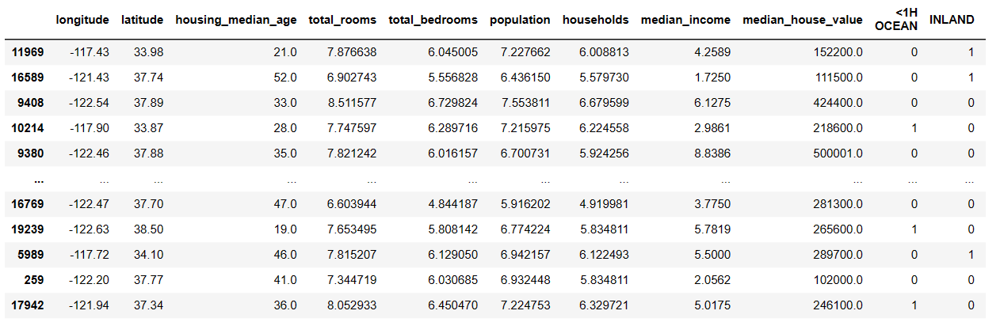 longitude latitude housing_median_age total_rooms total_bedrooms population households median_income median_house_value <1H OCEAN INLAND
11969 -117.43 33.98 21.0 7.876638 6.045005 7.227662 6.008813 4.2589 152200.0 0 1
16589 -121.43 37.74 52.0 6.902743 5.556828 6.436150 5.579730 1.7250 111500.0 0 1
9408 -122.54 37.89 33.0 8.511577 6.729824 7.553811 6.679599 6.1275 424400.0 0 0
10214 -117.90 33.87 28.0 7.747597 6.289716 7.215975 6.224558 2.9861 218600.0 1 0
9380 -122.46 37.88 35.0 7.821242 6.016157 6.700731 5.924256 8.8386 500001.0 0 0
... ... ... ... ... ... ... ... ... ... ... ...
16769 -122.47 37.70 47.0 6.603944 4.844187 5.916202 4.919981 3.7750 281300.0 0 0
19239 -122.63 38.50 19.0 7.653495 5.808142 6.774224 5.834811 5.7819 265600.0 1 0
5989 -117.72 34.10 46.0 7.815207 6.129050 6.942157 6.122493 5.5000 289700.0 0 1
259 -122.20 37.77 41.0 7.344719 6.030685 6.932448 5.834811 2.0562 102000.0 0 0
17942 -121.94 37.34 36.0 8.052933 6.450470 7.224753 6.329721 5.0175 246100.0 1 0